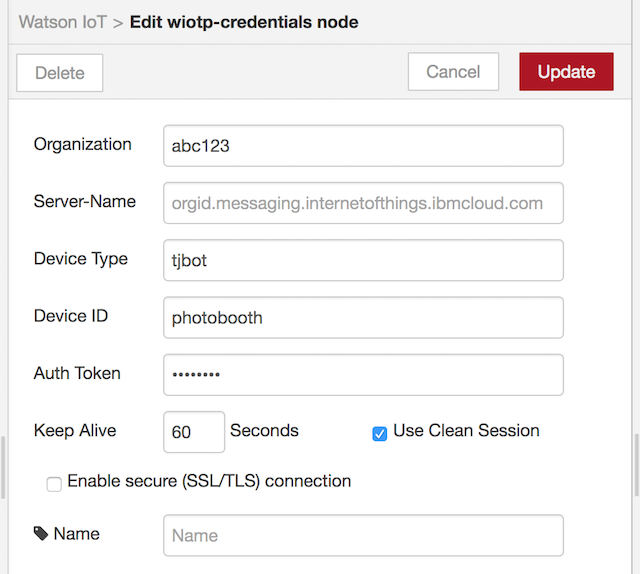 Watson IoT > Edit wiotp-credentials node
Delete Cancel Update
Organization abc123
Server-Name orgid.messaging.internetofthings.ibmcloud.com
Device Type tjbot
Device ID photobooth
Auth Token ••••••••
Keep Alive 60 Seconds Use Clean Session
Enable secure (SSL/TLS) connection
Name Name